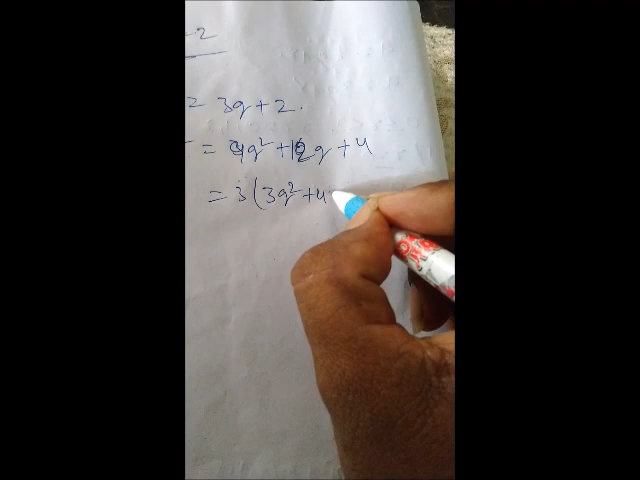 -2
= 3q + 2.
= 9q² + 12q + 4
= 3(3q² + 4